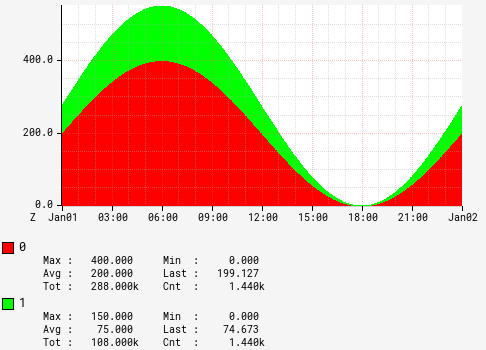 400.0
200.0
0.0
Z Jan01 03:00 06:00 09:00 12:00 15:00 18:00 21:00 Jan02
0
Max : 400.000 Min : 0.000
Avg : 200.000 Last : 199.127
Tot : 288.000k Cnt : 1.440k
1
Max : 150.000 Min : 0.000
Avg : 75.000 Last : 74.673
Tot : 108.000k Cnt : 1.440k